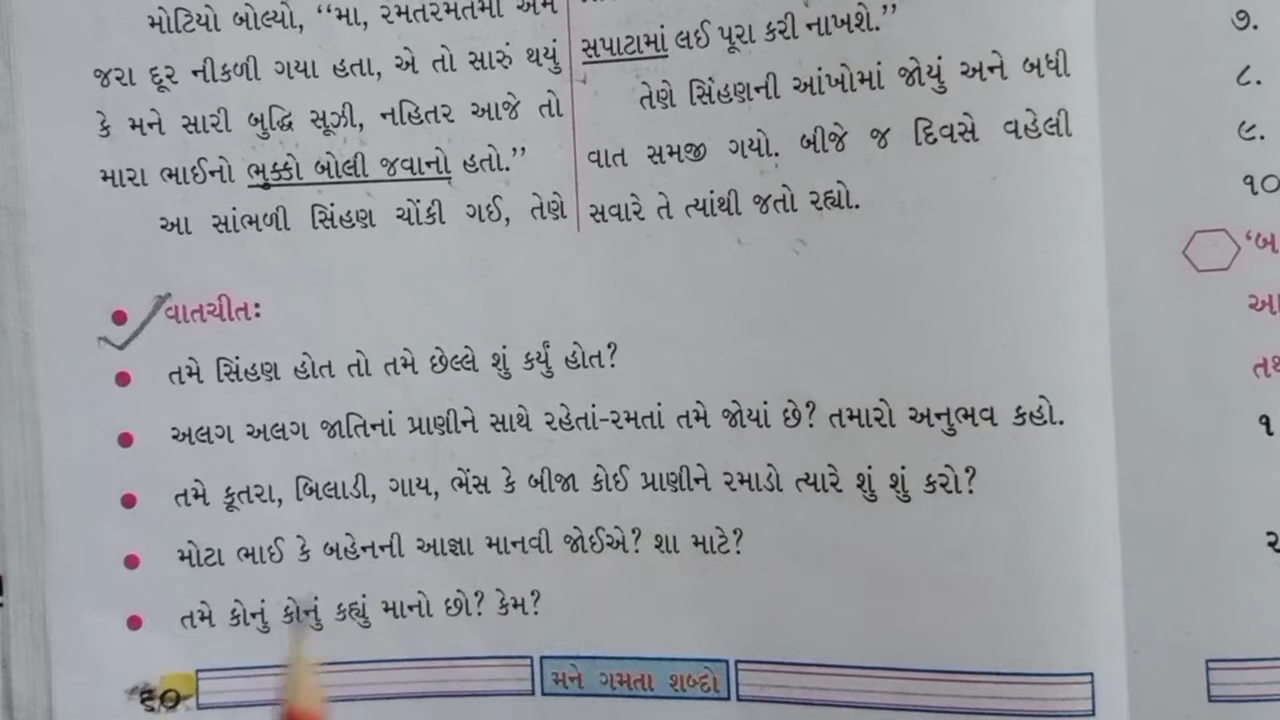 મોટિયો બોલ્યો, “મા, રમતરમતમાં અમે
જરા દૂર નીકળી ગયા હતા, એ તો સારું થયું
કે મને સારી બુદ્ધિ સૂઝી, નહિતર આજે તો
મારા ભાઈનો ભુક્કો બોલી જવાનો હતો.”
આ સાંભળી સિંહણ ચોંકી ગઈ, તેણે
સપાટામાં લઈ પૂરા કરી નાખશે.”
તેણે સિંહણની આંખોમાં જોયું અને બધી
વાત સમજી ગયો. બીજે જ દિવસે વહેલી
સવારે તે ત્યાંથી જતો રહ્યો.
વાતચીતઃ
તમે સિંહણ હોત તો તમે છેલ્લે શું કર્યું હોત?
અલગ અલગ જાતિનાં પ્રાણીને સાથે રહેતાં-રમતાં તમે જોયાં છે? તમારો અનુભવ કહો.
તમે કૂતરા, બિલાડી, ગાય, ભેંસ કે બીજા કોઈ પ્રાણીને રમાડો ત્યારે શું શું કરો?
મોટા ભાઈ કે બહેનની આજ્ઞા માનવી જોઈએ? શા માટે?
તમે કોનું કોનું કહ્યું માનો છો? કેમ?
૬૦
મને ગમતા શબ્દો
૭.
૮.
૯.
૧૦
‘બ
આ
તથ
૧
૨